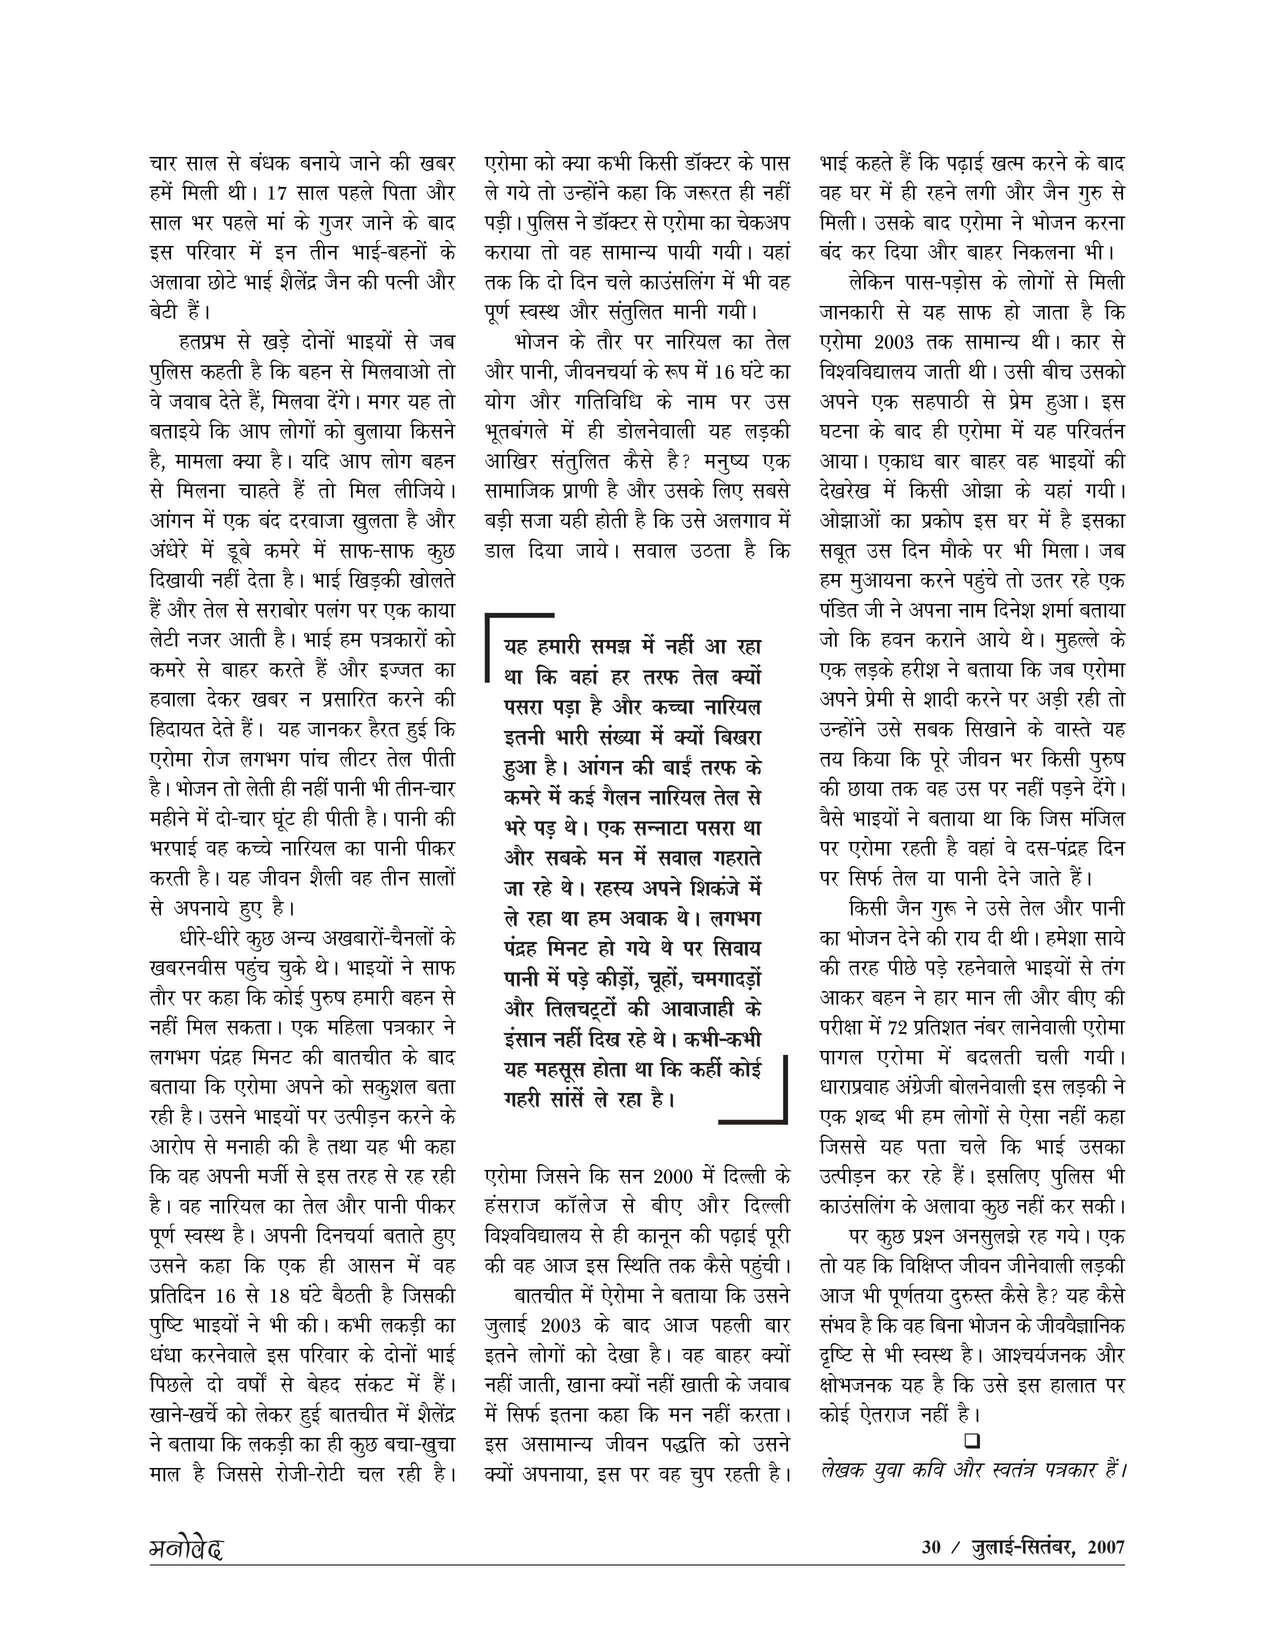 चार साल से बंधक बनाये जाने की खबर
हमें मिली थी। 17 साल पहले पिता और
साल भर पहले मां के गुजर जाने के बाद
इस परिवार में इन तीन भाई-बहनों के
अलावा छोटे भाई शैलेंद्र जैन की पत्नी और
बेटी हैं।
हतप्रभ से खड़े दोनों भाइयों से जब
पुलिस कहती है कि बहन से मिलवाओ तो
वे जवाब देते हैं, मिलवा देंगे। मगर यह तो
बताइये कि आप लोगों को बुलाया किसने
है, मामला क्या है। यदि आप लोग बहन
से मिलना चाहते हैं तो मिल लीजिये।
आंगन में एक बंद दरवाजा खुलता है और
अंधेरे में डूबे कमरे में साफ-साफ कुछ
दिखायी नहीं देता है। भाई खिड़की खोलते
हैं और तेल से सराबोर पलंग पर एक काया
लेटी नजर आती है। भाई हम पत्रकारों को
कमरे से बाहर करते हैं और इज्जत का
हवाला देकर खबर न प्रसारित करने की
हिदायत देते हैं। यह जानकर हैरत हुई कि
एरोमा रोज लगभग पांच लीटर तेल पीती
है। भोजन तो लेती ही नहीं पानी भी तीन-चार
महीने में दो-चार घूंट ही पीती है। पानी की
भरपाई वह कच्चे नारियल का पानी पीकर
करती है। यह जीवन शैली वह तीन सालों
से अपनाये हुए है।
धीरे-धीरे कुछ अन्य अखबारों-चैनलों के
खबरनवीस पहुंच चुके थे। भाइयों ने साफ
तौर पर कहा कि कोई पुरुष हमारी बहन से
नहीं मिल सकता। एक महिला पत्रकार ने
लगभग पंद्रह मिनट की बातचीत के बाद
बताया कि एरोमा अपने को सकुशल बता
रही है। उसने भाइयों पर उत्पीड़न करने के
आरोप से मनाही की है तथा यह भी कहा
कि वह अपनी मर्जी से इस तरह से रह रही
है। वह नारियल का तेल और पानी पीकर
पूर्ण स्वस्थ है। अपनी दिनचर्या बताते हुए
उसने कहा कि एक ही आसन में वह
प्रतिदिन 16 से 18 घंटे बैठती है जिसकी
पुष्टि भाइयों ने भी की। कभी लकड़ी का
धंधा करनेवाले इस परिवार के दोनों भाई
पिछले दो वर्षों से बेहद संकट में हैं।
खाने-खर्चे को लेकर हुई बातचीत में शैलेंद्र
ने बताया कि लकड़ी का ही कुछ बचा-खुचा
माल है जिससे रोजी-रोटी चल रही है।
एरोमा को क्या कभी किसी डॉक्टर के पास
ले गये तो उन्होंने कहा कि जरूरत ही नहीं
पड़ी। पुलिस ने डॉक्टर से एरोमा का चेकअप
कराया तो वह सामान्य पायी गयी। यहां
तक कि दो दिन चले काउंसलिंग में भी वह
पूर्ण स्वस्थ और संतुलित मानी गयी।
भोजन के तौर पर नारियल का तेल
और पानी, जीवनचर्या के रूप में 16 घंटे का
योग और गतिविधि के नाम पर उस
भूतबंगले में ही डोलनेवाली यह लड़की
आखिर संतुलित कैसे है? मनुष्य एक
सामाजिक प्राणी है और उसके लिए सबसे
बड़ी सजा यही होती है कि उसे अलगाव में
डाल दिया जाये। सवाल उठता है कि
यह हमारी समझ में नहीं आ रहा
था कि वहां हर तरफ तेल क्यों
पसरा पड़ा है और कच्चा नारियल
इतनी भारी संख्या में क्यों बिखरा
हुआ है। आंगन की बाईं तरफ के
कमरे में कई गैलन नारियल तेल से
भरे पड़ थे। एक सन्नाटा पसरा था
और सबके मन में सवाल गहराते
जा रहे थे। रहस्य अपने शिकंजे में
ले रहा था हम अवाक थे। लगभग
पंद्रह मिनट हो गये थे पर सिवाय
पानी में पड़े कीड़ों, चूहों, चमगादड़ों
और तिलचट्टों की आवाजाही के
इंसान नहीं दिख रहे थे। कभी-कभी
यह महसूस होता था कि कहीं कोई
गहरी सांसें ले रहा है।
एरोमा जिसने कि सन 2000 में दिल्ली के
हंसराज कॉलेज से बीए और दिल्ली
विश्वविद्यालय से ही कानून की पढ़ाई पूरी
की वह आज इस स्थिति तक कैसे पहुंची।
बातचीत में ऐरोमा ने बताया कि उसने
जुलाई 2003 के बाद आज पहली बार
इतने लोगों को देखा है। वह बाहर क्यों
नहीं जाती, खाना क्यों नहीं खाती के जवाब
में सिर्फ इतना कहा कि मन नहीं करता।
इस असामान्य जीवन पद्धति को उसने
क्यों अपनाया, इस पर वह चुप रहती है।
भाई कहते हैं कि पढ़ाई खत्म करने के बाद
वह घर में ही रहने लगी और जैन गुरु से
मिली। उसके बाद एरोमा ने भोजन करना
बंद कर दिया और बाहर निकलना भी।
लेकिन पास-पड़ोस के लोगों से मिली
जानकारी से यह साफ हो जाता है कि
एरोमा 2003 तक सामान्य थी। कार से
विश्वविद्यालय जाती थी। उसी बीच उसको
अपने एक सहपाठी से प्रेम हुआ। इस
घटना के बाद ही एरोमा में यह परिवर्तन
आया। एकाध बार बाहर वह भाइयों की
देखरेख में किसी ओझा के यहां गयी।
ओझाओं का प्रकोप इस घर में है इसका
सबूत उस दिन मौके पर भी मिला। जब
हम मुआयना करने पहुंचे तो उतर रहे एक
पंडित जी ने अपना नाम दिनेश शर्मा बताया
जो कि हवन कराने आये थे। मुहल्ले के
एक लड़के हरीश ने बताया कि जब एरोमा
अपने प्रेमी से शादी करने पर अड़ी रही तो
उन्होंने उसे सबक सिखाने के वास्ते यह
तय किया कि पूरे जीवन भर किसी पुरुष
की छाया तक वह उस पर नहीं पड़ने देंगे।
वैसे भाइयों ने बताया था कि जिस मंजिल
पर एरोमा रहती है वहां वे दस-पंद्रह दिन
पर सिर्फ तेल या पानी देने जाते हैं।
किसी जैन गुरू ने उसे तेल और पानी
का भोजन देने की राय दी थी। हमेशा साये
की तरह पीछे पड़े रहनेवाले भाइयों से तंग
आकर बहन ने हार मान ली और बीए की
परीक्षा में 72 प्रतिशत नंबर लानेवाली एरोमा
पागल एरोमा में बदलती चली गयी।
धाराप्रवाह अंग्रेजी बोलनेवाली इस लड़की ने
एक शब्द भी हम लोगों से ऐसा नहीं कहा
जिससे यह पता चले कि भाई उसका
उत्पीड़न कर रहे हैं। इसलिए पुलिस भी
काउंसलिंग के अलावा कुछ नहीं कर सकी।
पर कुछ प्रश्न अनसुलझे रह गये। एक
तो यह कि विक्षिप्त जीवन जीनेवाली लड़की
आज भी पूर्णतया दुरुस्त कैसे है? यह कैसे
संभव है कि वह बिना भोजन के जीववैज्ञानिक
दृष्टि से भी स्वस्थ है। आश्चर्यजनक और
क्षोभजनक यह है कि उसे इस हालात पर
कोई ऐतराज नहीं है।
लेखक युवा कवि और स्वतंत्र पत्रकार हैं।
मनोवेद
30 / जुलाई-सितंबर, 2007